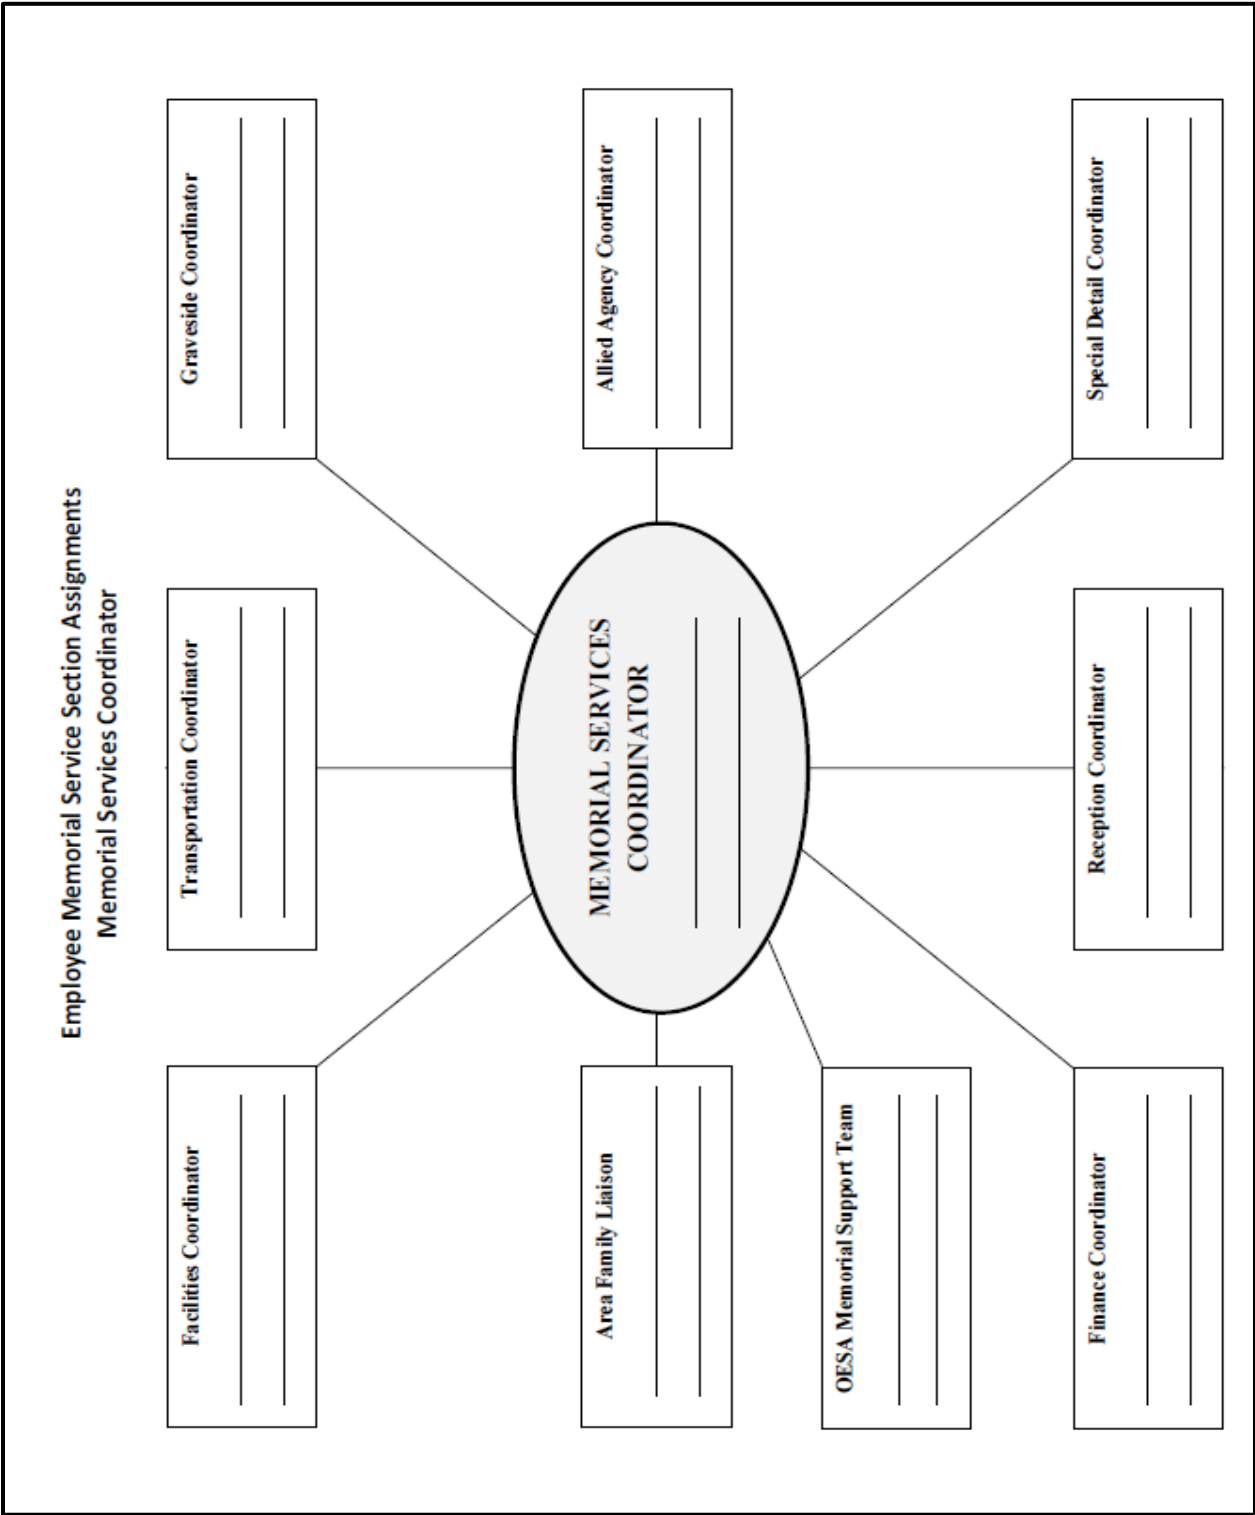 Employee Memorial Service Section Assignments
Memorial Services Coordinator
Facilities Coordinator
Transportation Coordinator
Graveside Coordinator
Area Family Liaison
MEMORIAL SERVICES
COORDINATOR
Allied Agency Coordinator
OESA Memorial Support Team
Finance Coordinator
Reception Coordinator
Special Detail Coordinator